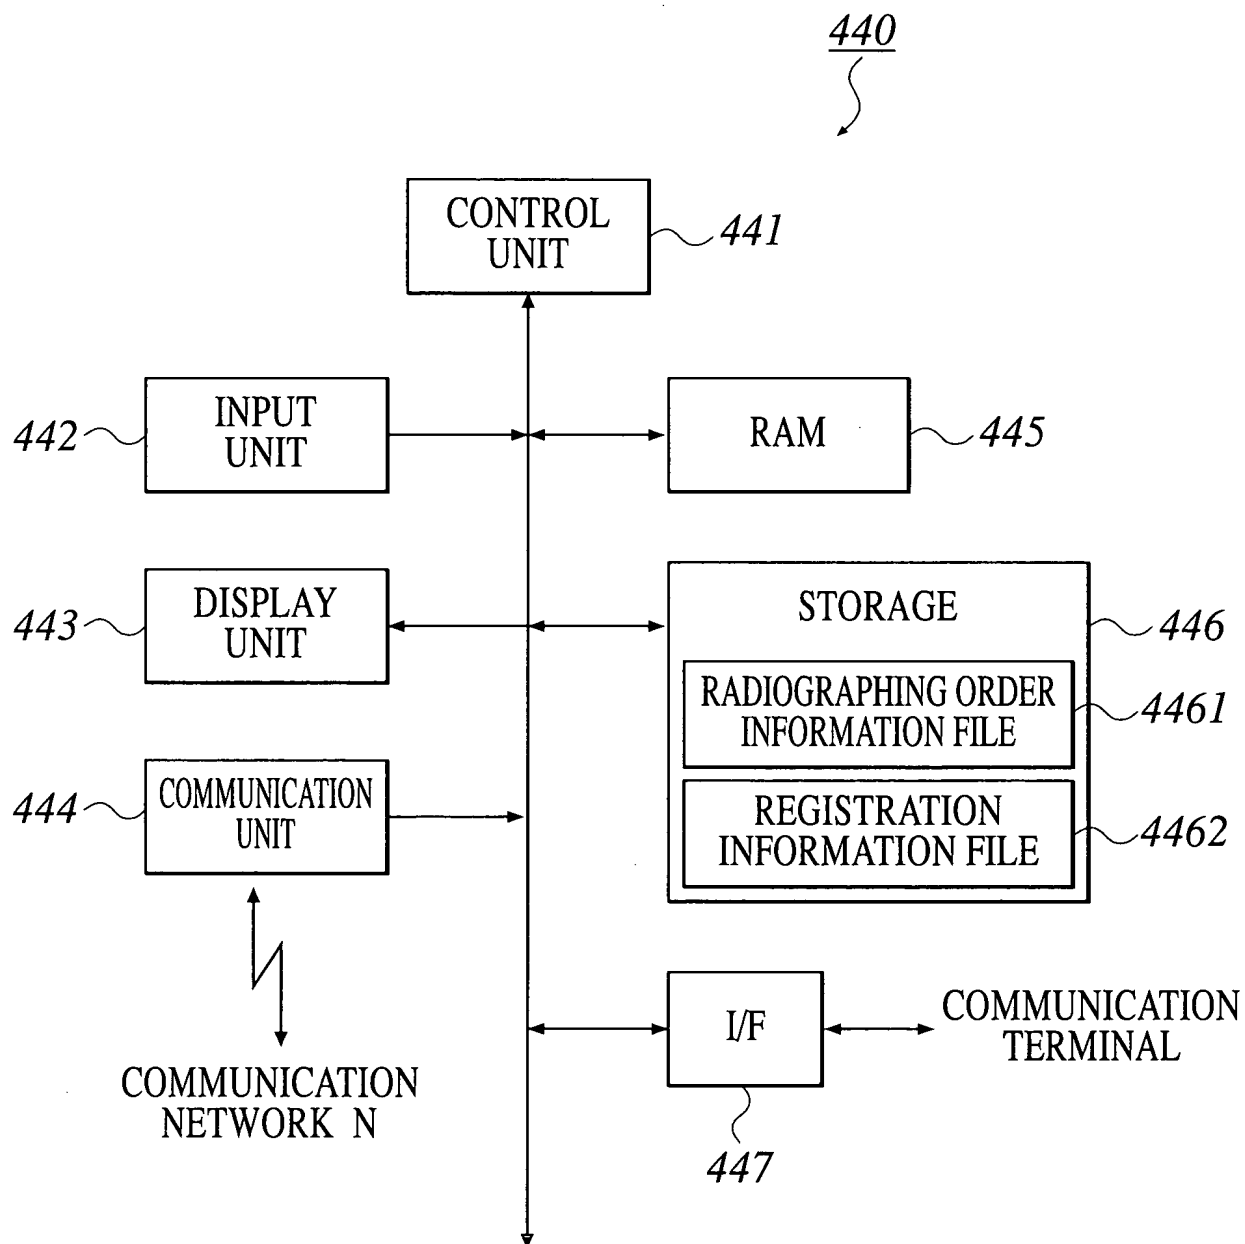 440
CONTROL
UNIT
441
INPUT
UNIT
442
RAM
445
DISPLAY
UNIT
443
STORAGE
446
RADIOGRAPHING ORDER
INFORMATION FILE
4461
REGISTRATION
INFORMATION FILE
4462
COMMUNICATION
UNIT
444
COMMUNICATION
NETWORK N
I/F
447
COMMUNICATION
TERMINAL